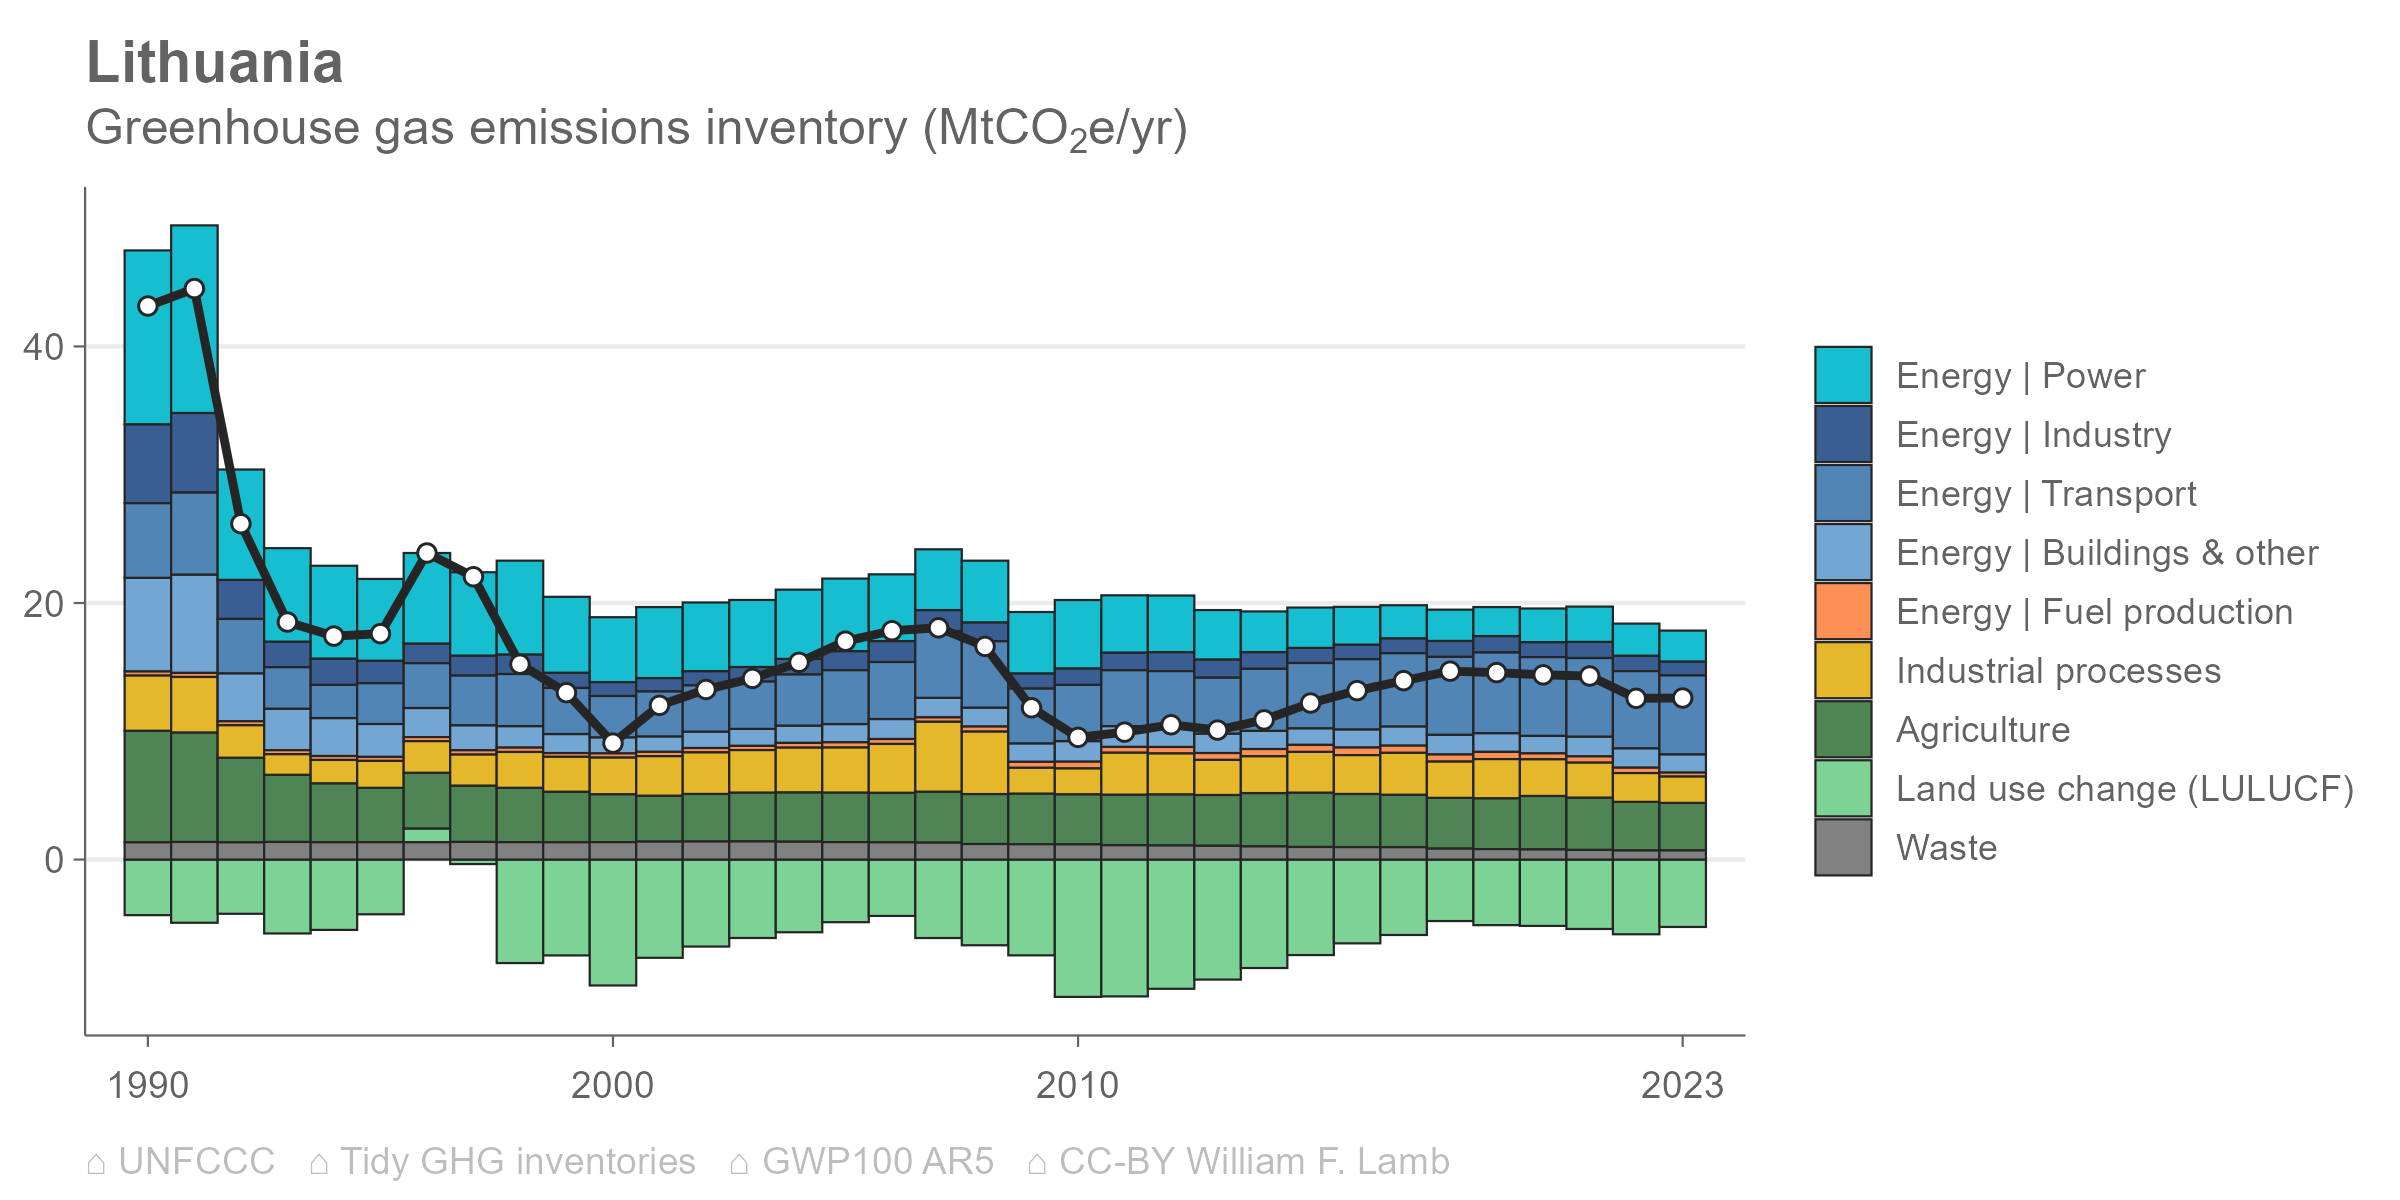 Lithuania
Greenhouse gas emissions inventory (MtCO₂e/yr)
40
20
0
1990 2000 2010 2023
Energy | Power
Energy | Industry
Energy | Transport
Energy | Buildings & other
Energy | Fuel production
Industrial processes
Agriculture
Land use change (LULUCF)
Waste
⌂ UNFCCC ⌂ Tidy GHG inventories ⌂ GWP100 AR5 ⌂ CC-BY William F. Lamb